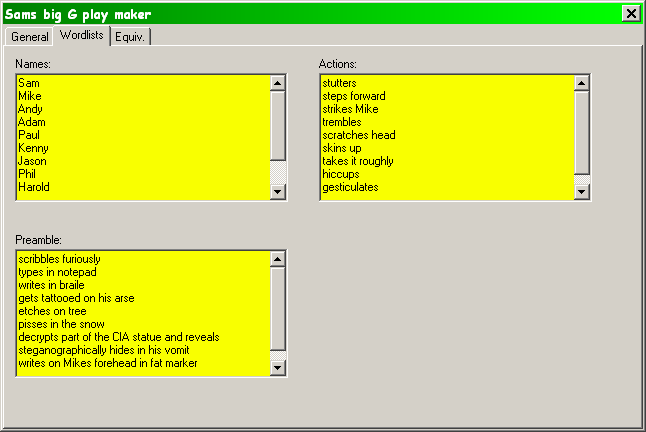 Sams big G play maker
General Wordlists Equiv.
Names:
Sam
Mike
Andy
Adam
Paul
Kenny
Jason
Phil
Harold
Actions:
stutters
steps forward
strikes Mike
trembles
scratches head
skins up
takes it roughly
hiccups
gesticulates
Preamble:
scribbles furiously
types in notepad
writes in braile
gets tattooed on his arse
etches on tree
pisses in the snow
decrypts part of the CIA statue and reveals
steganographically hides in his vomit
writes on Mikes forehead in fat marker